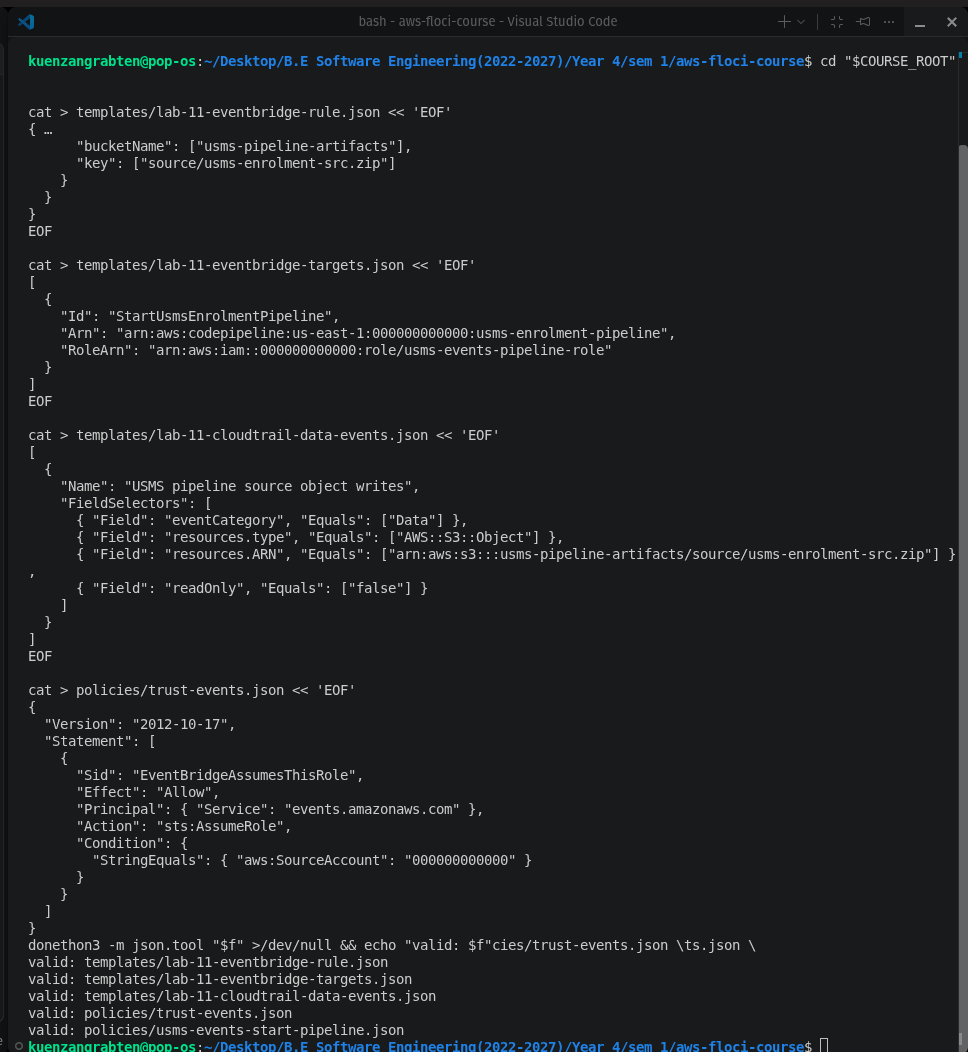 bash - aws-floci-course - Visual Studio Code
kuenzangrabten@pop-os:~/Desktop/B.E Software Engineering(2022-2027)/Year 4/sem 1/aws-floci-course$ cd "$COURSE_ROOT"
cat > templates/lab-11-eventbridge-rule.json << 'EOF'
{ …
      "bucketName": ["usms-pipeline-artifacts"],
      "key": ["source/usms-enrolment-src.zip"]
    }
  }
}
EOF
cat > templates/lab-11-eventbridge-targets.json << 'EOF'
[
  {
    "Id": "StartUsmsEnrolmentPipeline",
    "Arn": "arn:aws:codepipeline:us-east-1:000000000000:usms-enrolment-pipeline",
    "RoleArn": "arn:aws:iam::000000000000:role/usms-events-pipeline-role"
  }
]
EOF
cat > templates/lab-11-cloudtrail-data-events.json << 'EOF'
[
  {
    "Name": "USMS pipeline source object writes",
    "FieldSelectors": [
      { "Field": "eventCategory", "Equals": ["Data"] },
      { "Field": "resources.type", "Equals": ["AWS::S3::Object"] },
      { "Field": "resources.ARN", "Equals": ["arn:aws:s3:::usms-pipeline-artifacts/source/usms-enrolment-src.zip"] }
,
      { "Field": "readOnly", "Equals": ["false"] }
    ]
  }
]
EOF
cat > policies/trust-events.json << 'EOF'
{
  "Version": "2012-10-17",
  "Statement": [
    {
      "Sid": "EventBridgeAssumesThisRole",
      "Effect": "Allow",
      "Principal": { "Service": "events.amazonaws.com" },
      "Action": "sts:AssumeRole",
      "Condition": {
        "StringEquals": { "aws:SourceAccount": "000000000000" }
      }
    }
  ]
}
donethon3 -m json.tool "$f" >/dev/null && echo "valid: $f"cies/trust-events.json \ts.json \
valid: templates/lab-11-eventbridge-rule.json
valid: templates/lab-11-eventbridge-targets.json
valid: templates/lab-11-cloudtrail-data-events.json
valid: policies/trust-events.json
valid: policies/usms-events-start-pipeline.json
kuenzangrabten@pop-os:~/Desktop/B.E Software Engineering(2022-2027)/Year 4/sem 1/aws-floci-course$